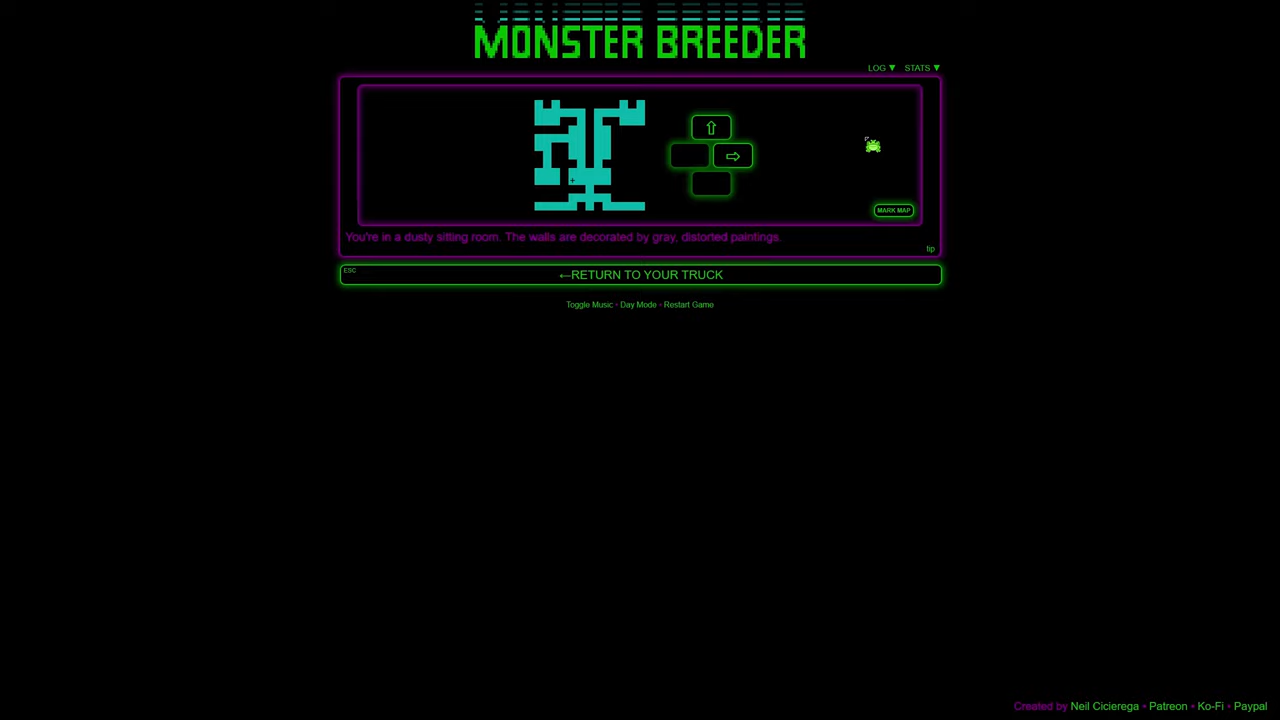 MONSTER BREEDER
LOG ▼ STATS ▼
⇧
⇨
MARK MAP
You're in a dusty sitting room. The walls are decorated by gray, distorted paintings.
tip
ESC
←RETURN TO YOUR TRUCK
Toggle Music • Day Mode • Restart Game
Created by Neil Cicierega • Patreon • Ko-Fi • Paypal